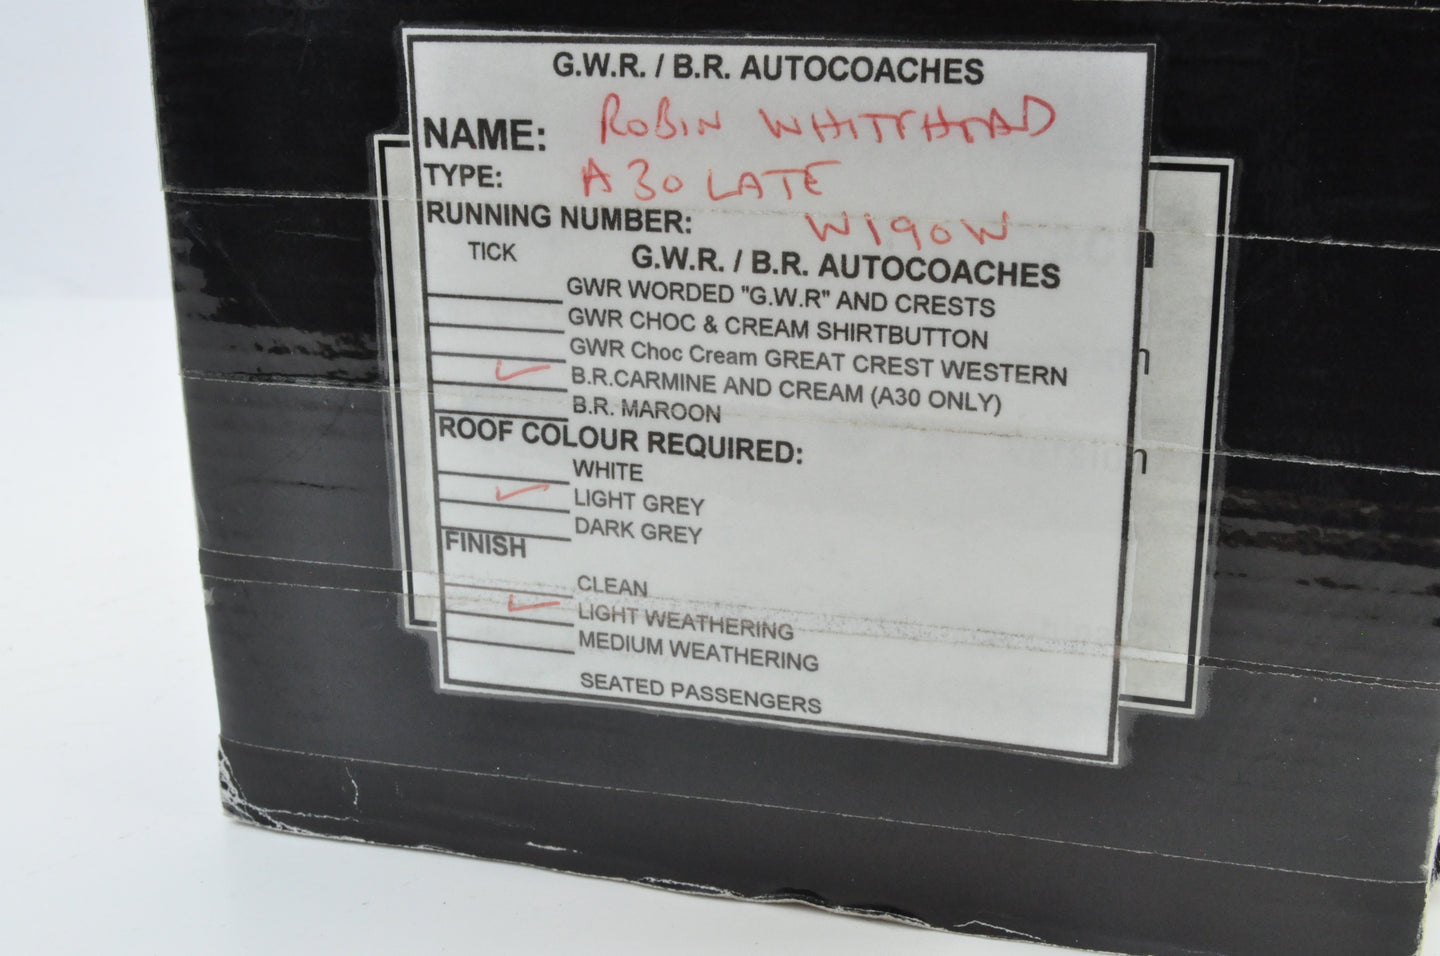 G.W.R. / B.R. AUTOCOACHES
NAME: ROBIN WHITEHEAD
TYPE: A30 LATE
RUNNING NUMBER: W190W
TICK G.W.R. / B.R. AUTOCOACHES
GWR WORDED "G.W.R" AND CRESTS
GWR CHOC & CREAM SHIRTBUTTON
GWR Choc Cream GREAT CREST WESTERN
✓ B.R.CARMINE AND CREAM (A30 ONLY)
B.R. MAROON
ROOF COLOUR REQUIRED:
WHITE
✓ LIGHT GREY
DARK GREY
FINISH
CLEAN
✓ LIGHT WEATHERING
MEDIUM WEATHERING
SEATED PASSENGERS